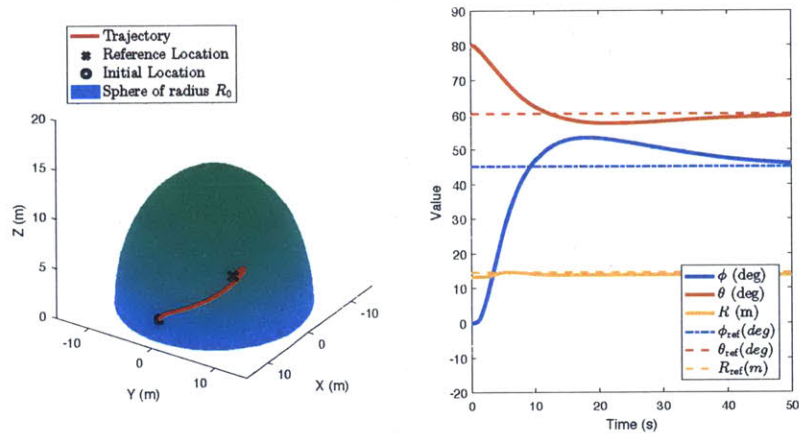 Trajectory
Reference Location
Initial Location
Sphere of radius R₀
20
15
10
5
0
Z (m)
-10
0
10
Y (m)
10
0
-10
X (m)
90
80
70
60
50
40
30
20
10
0
-10
-20
Value
ϕ (deg)
θ (deg)
R (m)
ϕref(deg)
θref(deg)
Rref(m)
0
10
20
30
40
50
Time (s)